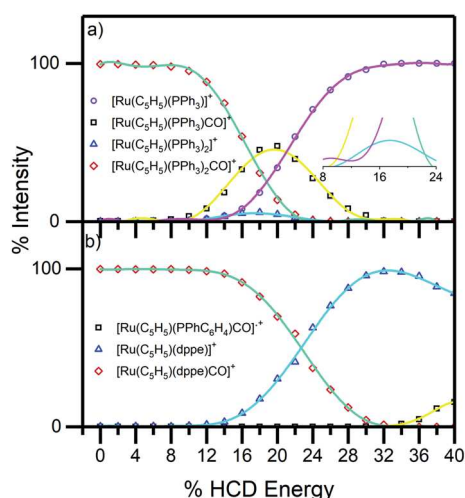 a)
100
[Ru(C5H5)(PPh3)]+
[Ru(C5H5)(PPh3)CO]+
[Ru(C5H5)(PPh3)2]+
[Ru(C5H5)(PPh3)2CO]+
8 16 24
0
% Intensity
b)
100
[Ru(C5H5)(PPhC6H4)CO]·+
[Ru(C5H5)(dppe)]+
[Ru(C5H5)(dppe)CO]+
0
0 4 8 12 16 20 24 28 32 36 40
% HCD Energy